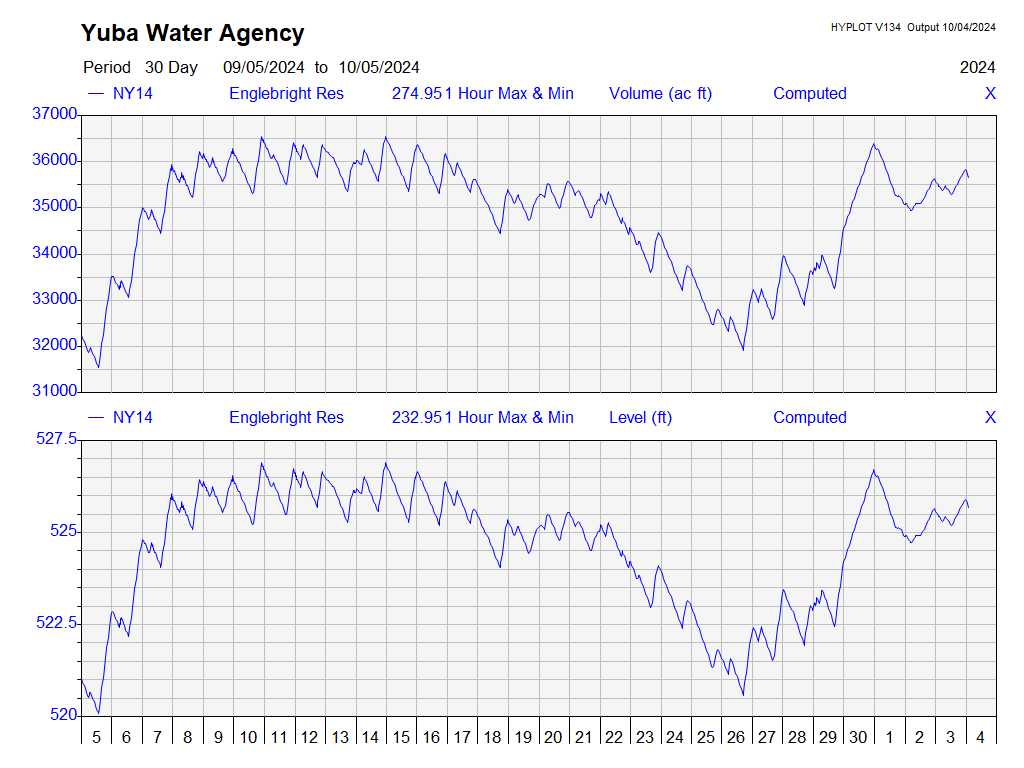 Yuba Water Agency
HYPLOT V134 Output 10/04/2024
Period 30 Day 09/05/2024 to 10/05/2024 2024
NY14 Englebright Res 274.951 Hour Max & Min Volume (ac ft) Computed X
37000
36000
35000
34000
33000
32000
31000
NY14 Englebright Res 232.951 Hour Max & Min Level (ft) Computed X
527.5
525
522.5
520
5 6 7 8 9 10 11 12 13 14 15 16 17 18 19 20 21 22 23 24 25 26 27 28 29 30 1 2 3 4